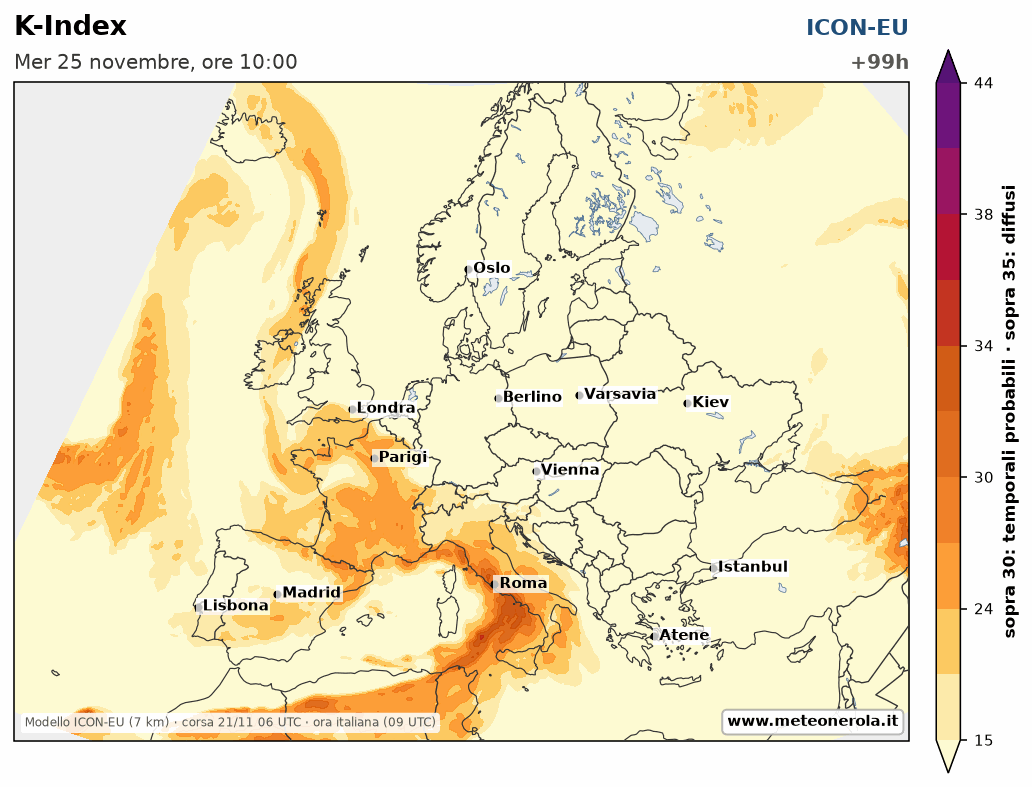 K-Index
ICON-EU
Mer 25 novembre, ore 10:00
+99h
44
38
34
30
24
15
sopra 30: temporali probabili · sopra 35: diffusi
Oslo
Berlino
Varsavia
Kiev
Londra
Parigi
Vienna
Istanbul
Roma
Madrid
Lisbona
Atene
Modello ICON-EU (7 km) · corsa 21/11 06 UTC · ora italiana (09 UTC)
www.meteonerola.it